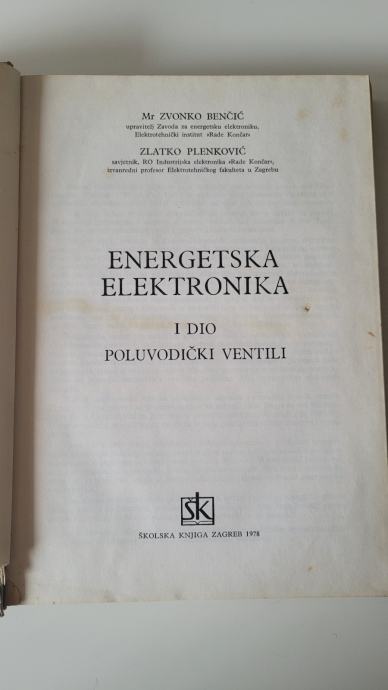 Mr ZVONKO BENČIĆ
upravitelj Zavoda za energetsku elektroniku,
Elektrotehnički institut »Rade Končar«
ZLATKO PLENKOVIĆ
savjetnik, RO Industrijska elektronika »Rade Končar«,
izvanredni profesor Elektrotehničkog fakulteta u Zagrebu
ENERGETSKA
ELEKTRONIKA
I DIO
POLUVODIČKI VENTILI
šk
ŠKOLSKA KNJIGA ZAGREB 1978